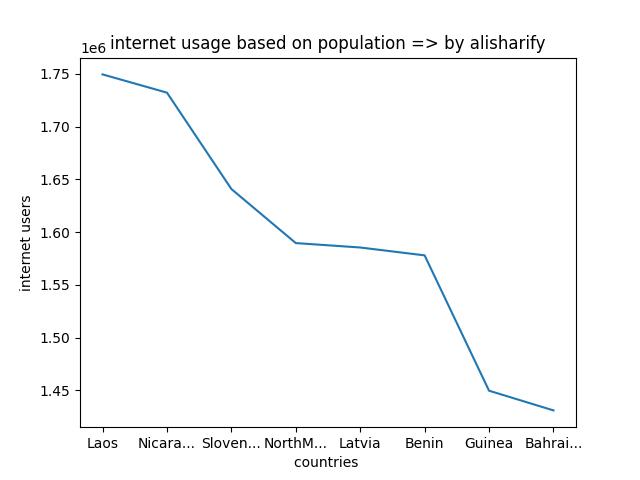 internet usage based on population => by alisharify
1e6
1.75
1.70
1.65
1.60
1.55
1.50
1.45
internet users
Laos Nicara... Sloven... NorthM... Latvia Benin Guinea Bahrai...
countries